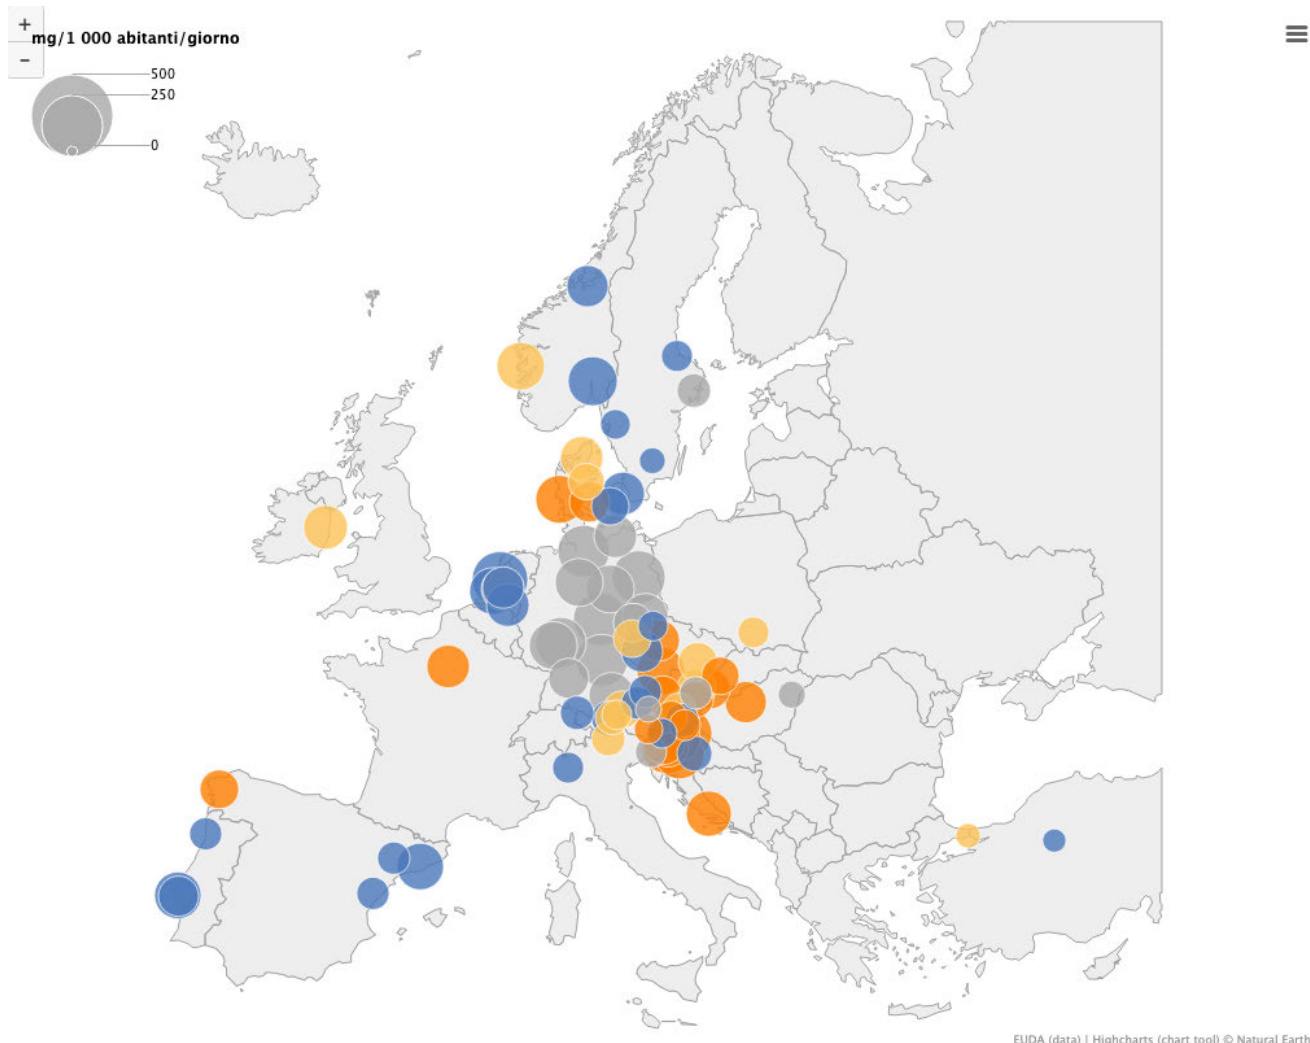 +
mg/1 000 abitanti/giorno
−
500
250
0
EUDA (data) | Highcharts (chart tool) © Natural Earth